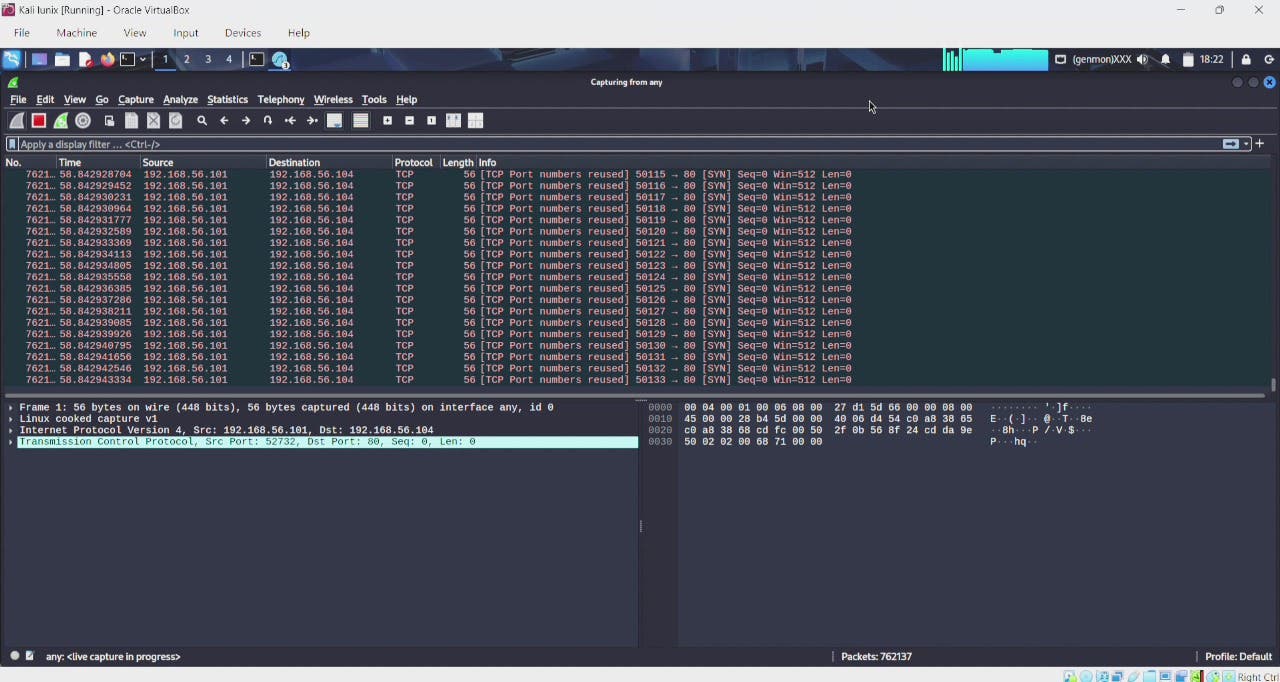 Kali lunix [Running] - Oracle VirtualBox
File Machine View Input Devices Help
1 2 3 4 (genmon)XXX 18:22
Capturing from any
File Edit View Go Capture Analyze Statistics Telephony Wireless Tools Help
Apply a display filter ... <Ctrl-/>
No. Time Source Destination Protocol Length Info
7621… 58.842928704 192.168.56.101 192.168.56.104 TCP 56 [TCP Port numbers reused] 50115 → 80 [SYN] Seq=0 Win=512 Len=0
7621… 58.842929452 192.168.56.101 192.168.56.104 TCP 56 [TCP Port numbers reused] 50116 → 80 [SYN] Seq=0 Win=512 Len=0
7621… 58.842930231 192.168.56.101 192.168.56.104 TCP 56 [TCP Port numbers reused] 50117 → 80 [SYN] Seq=0 Win=512 Len=0
7621… 58.842930964 192.168.56.101 192.168.56.104 TCP 56 [TCP Port numbers reused] 50118 → 80 [SYN] Seq=0 Win=512 Len=0
7621… 58.842931777 192.168.56.101 192.168.56.104 TCP 56 [TCP Port numbers reused] 50119 → 80 [SYN] Seq=0 Win=512 Len=0
7621… 58.842932589 192.168.56.101 192.168.56.104 TCP 56 [TCP Port numbers reused] 50120 → 80 [SYN] Seq=0 Win=512 Len=0
7621… 58.842933369 192.168.56.101 192.168.56.104 TCP 56 [TCP Port numbers reused] 50121 → 80 [SYN] Seq=0 Win=512 Len=0
7621… 58.842934113 192.168.56.101 192.168.56.104 TCP 56 [TCP Port numbers reused] 50122 → 80 [SYN] Seq=0 Win=512 Len=0
7621… 58.842934805 192.168.56.101 192.168.56.104 TCP 56 [TCP Port numbers reused] 50123 → 80 [SYN] Seq=0 Win=512 Len=0
7621… 58.842935558 192.168.56.101 192.168.56.104 TCP 56 [TCP Port numbers reused] 50124 → 80 [SYN] Seq=0 Win=512 Len=0
7621… 58.842936385 192.168.56.101 192.168.56.104 TCP 56 [TCP Port numbers reused] 50125 → 80 [SYN] Seq=0 Win=512 Len=0
7621… 58.842937286 192.168.56.101 192.168.56.104 TCP 56 [TCP Port numbers reused] 50126 → 80 [SYN] Seq=0 Win=512 Len=0
7621… 58.842938211 192.168.56.101 192.168.56.104 TCP 56 [TCP Port numbers reused] 50127 → 80 [SYN] Seq=0 Win=512 Len=0
7621… 58.842939085 192.168.56.101 192.168.56.104 TCP 56 [TCP Port numbers reused] 50128 → 80 [SYN] Seq=0 Win=512 Len=0
7621… 58.842939926 192.168.56.101 192.168.56.104 TCP 56 [TCP Port numbers reused] 50129 → 80 [SYN] Seq=0 Win=512 Len=0
7621… 58.842940795 192.168.56.101 192.168.56.104 TCP 56 [TCP Port numbers reused] 50130 → 80 [SYN] Seq=0 Win=512 Len=0
7621… 58.842941656 192.168.56.101 192.168.56.104 TCP 56 [TCP Port numbers reused] 50131 → 80 [SYN] Seq=0 Win=512 Len=0
7621… 58.842942546 192.168.56.101 192.168.56.104 TCP 56 [TCP Port numbers reused] 50132 → 80 [SYN] Seq=0 Win=512 Len=0
7621… 58.842943334 192.168.56.101 192.168.56.104 TCP 56 [TCP Port numbers reused] 50133 → 80 [SYN] Seq=0 Win=512 Len=0
Frame 1: 56 bytes on wire (448 bits), 56 bytes captured (448 bits) on interface any, id 0
Linux cooked capture v1
Internet Protocol Version 4, Src: 192.168.56.101, Dst: 192.168.56.104
Transmission Control Protocol, Src Port: 52732, Dst Port: 80, Seq: 0, Len: 0
0000 00 04 00 01 00 06 08 00 27 d1 5d 66 00 00 08 00 ········ '·]f····
0010 45 00 00 28 b4 5d 00 00 40 06 d4 54 c0 a8 38 65 E··(·]·· @··T··8e
0020 c0 a8 38 68 cd fc 00 50 2f 0b 56 8f 24 cd da 9e ··8h···P /·V·$···
0030 50 02 02 00 68 71 00 00 P···hq··
any: <live capture in progress> Packets: 762137 Profile: Default
Right Ctrl